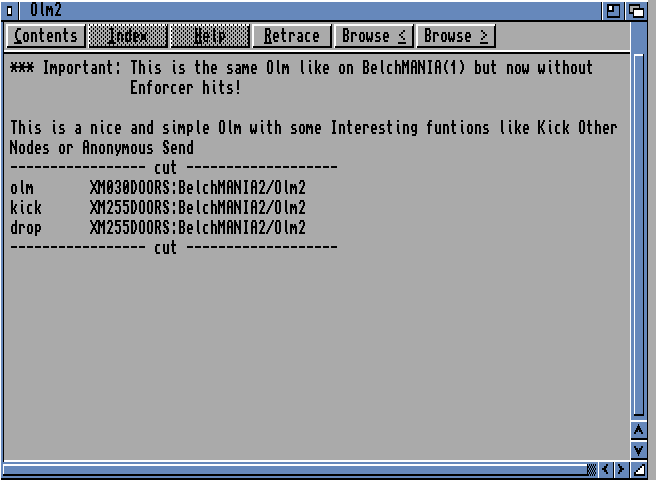 Olm2
Contents Index Help Retrace Browse < Browse >
*** Important: This is the same Olm like on BelchMANIA(1) but now without
Enforcer hits!
This is a nice and simple Olm with some Interesting funtions like Kick Other
Nodes or Anonymous Send
----------------- cut -------------------
olm XM030DOORS:BelchMANIA2/Olm2
kick XM255DOORS:BelchMANIA2/Olm2
drop XM255DOORS:BelchMANIA2/Olm2
----------------- cut -------------------